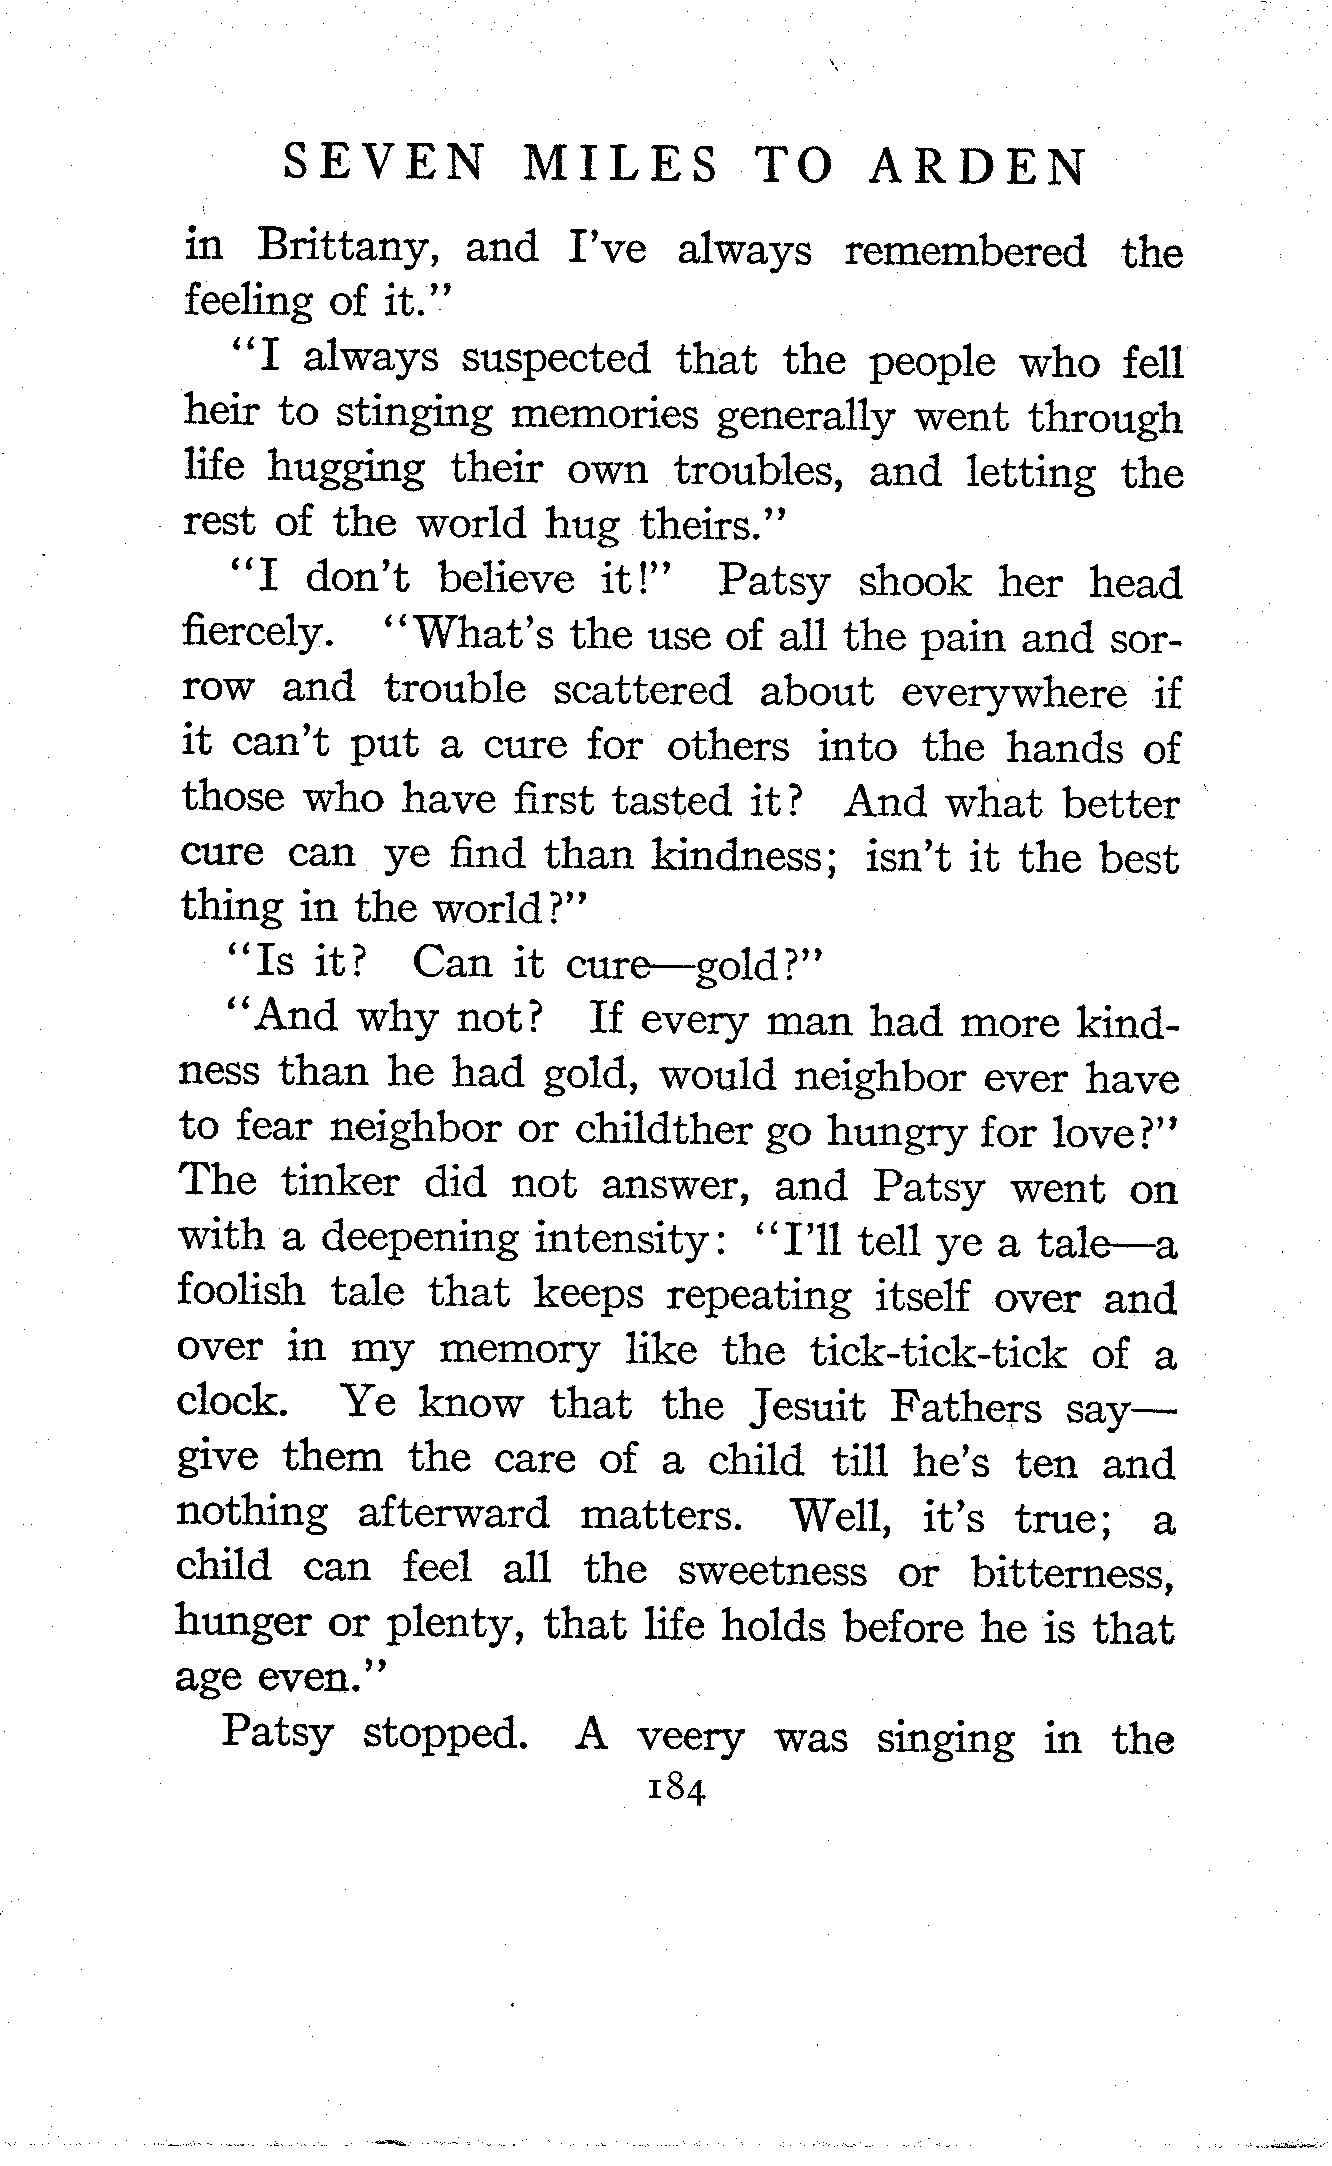 SEVEN MILES TO ARDEN
in Brittany, and I've always remembered the
feeling of it."
"I always suspected that the people who fell
heir to stinging memories generally went through
life hugging their own troubles, and letting the
rest of the world hug theirs."
"I don't believe it!" Patsy shook her head
fiercely. "What's the use of all the pain and sor-
row and trouble scattered about everywhere if
it can't put a cure for others into the hands of
those who have first tasted it? And what better
cure can ye find than kindness; isn't it the best
thing in the world?"
"Is it? Can it cure—gold?"
"And why not? If every man had more kind-
ness than he had gold, would neighbor ever have
to fear neighbor or childther go hungry for love?"
The tinker did not answer, and Patsy went on
with a deepening intensity: "I'll tell ye a tale—a
foolish tale that keeps repeating itself over and
over in my memory like the tick-tick-tick of a
clock. Ye know that the Jesuit Fathers say—
give them the care of a child till he's ten and
nothing afterward matters. Well, it's true; a
child can feel all the sweetness or bitterness,
hunger or plenty, that life holds before he is that
age even."
Patsy stopped. A veery was singing in the
184